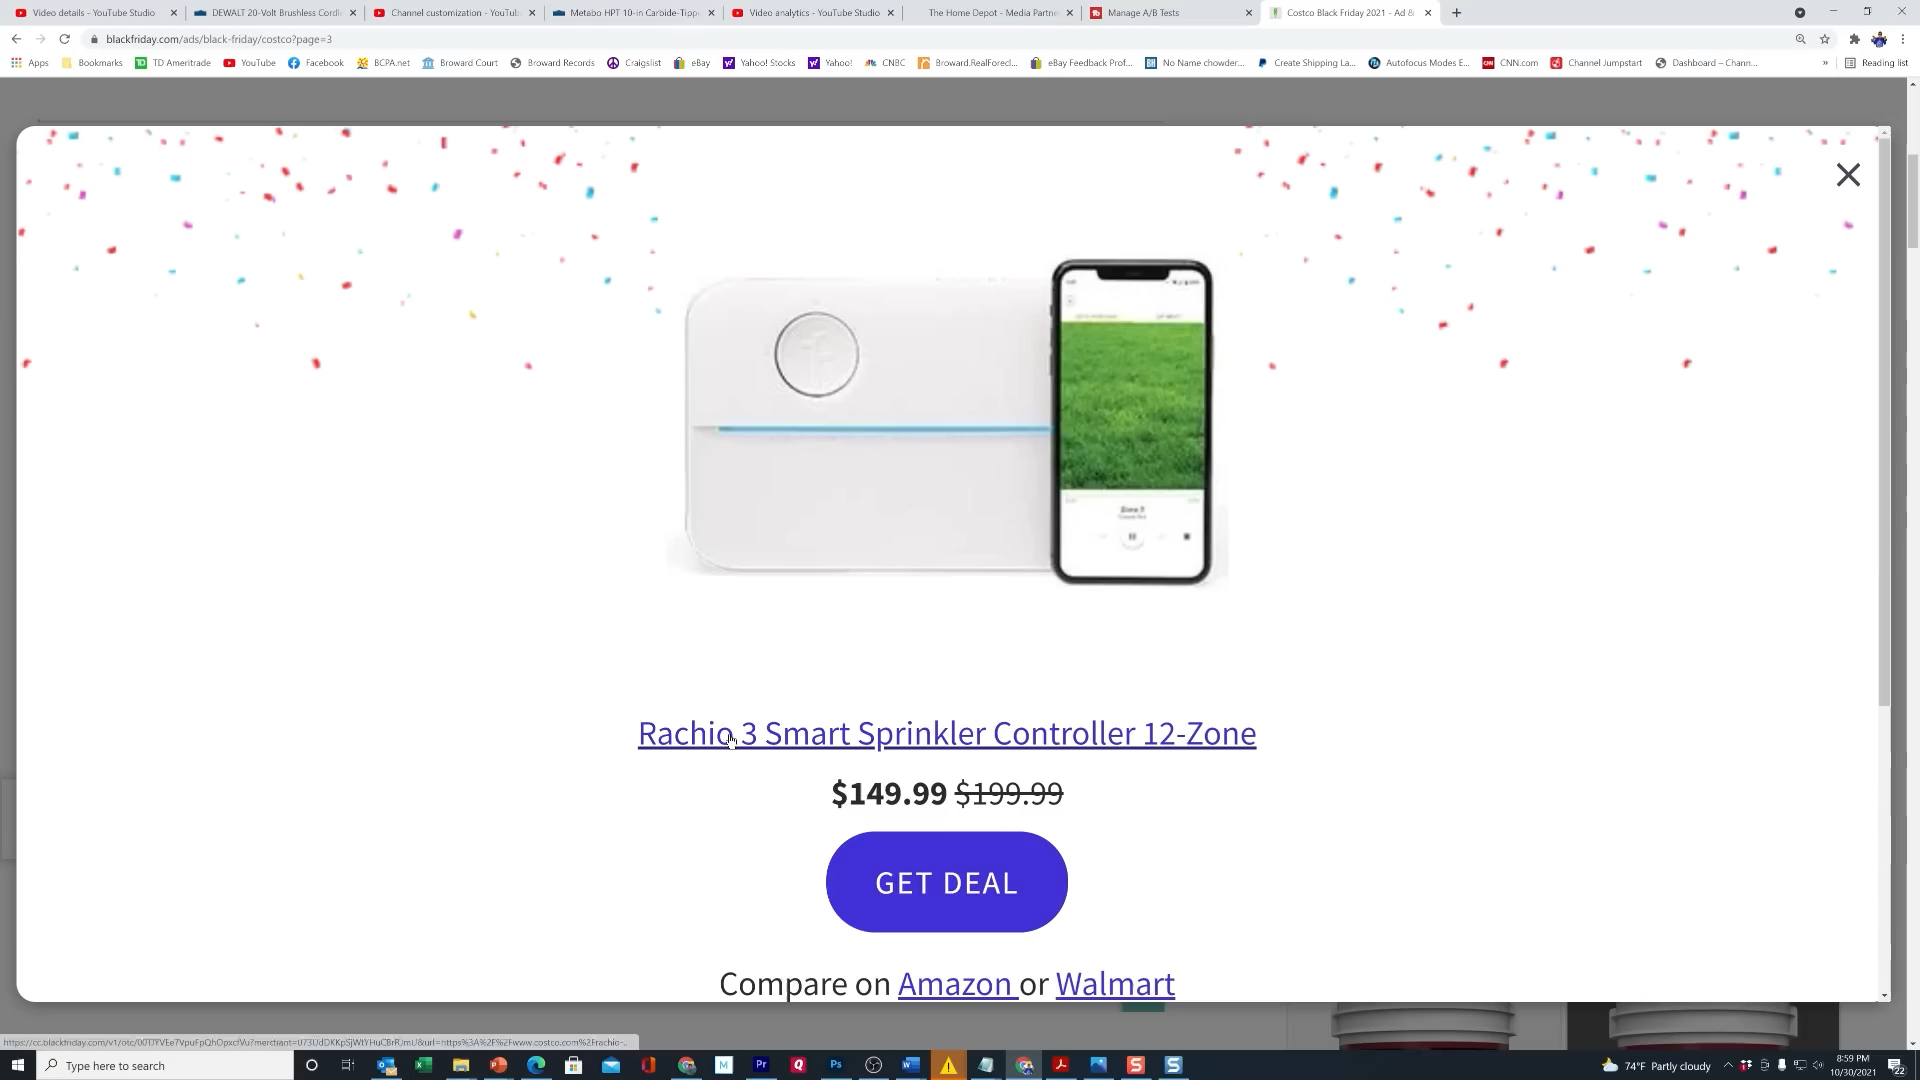 Video details - YouTube Studio
DEWALT 20-Volt Brushless Cordle
Channel customization - YouTub
Metabo HPT 10-in Carbide-Tipp
Video analytics - YouTube Studio
The Home Depot - Media Partne
Manage A/B Tests
Costco Black Friday 2021 - Ad &
blackfriday.com/ads/black-friday/costco?page=3
Apps
Bookmarks
TD Ameritrade
YouTube
Facebook
BCPA.net
Broward Court
Broward Records
Craigslist
eBay
Yahoo! Stocks
Yahoo!
CNBC
Broward.RealForecl...
eBay Feedback Prof...
No Name chowder...
Create Shipping La...
Autofocus Modes E...
CNN.com
Channel Jumpstart
Dashboard – Chann...
»
Reading list
Rachio 3 Smart Sprinkler Controller 12-Zone
$149.99 $199.99
GET DEAL
Compare on Amazon or Walmart
Type here to search
74°F Partly cloudy
8:59 PM
10/30/2021
22